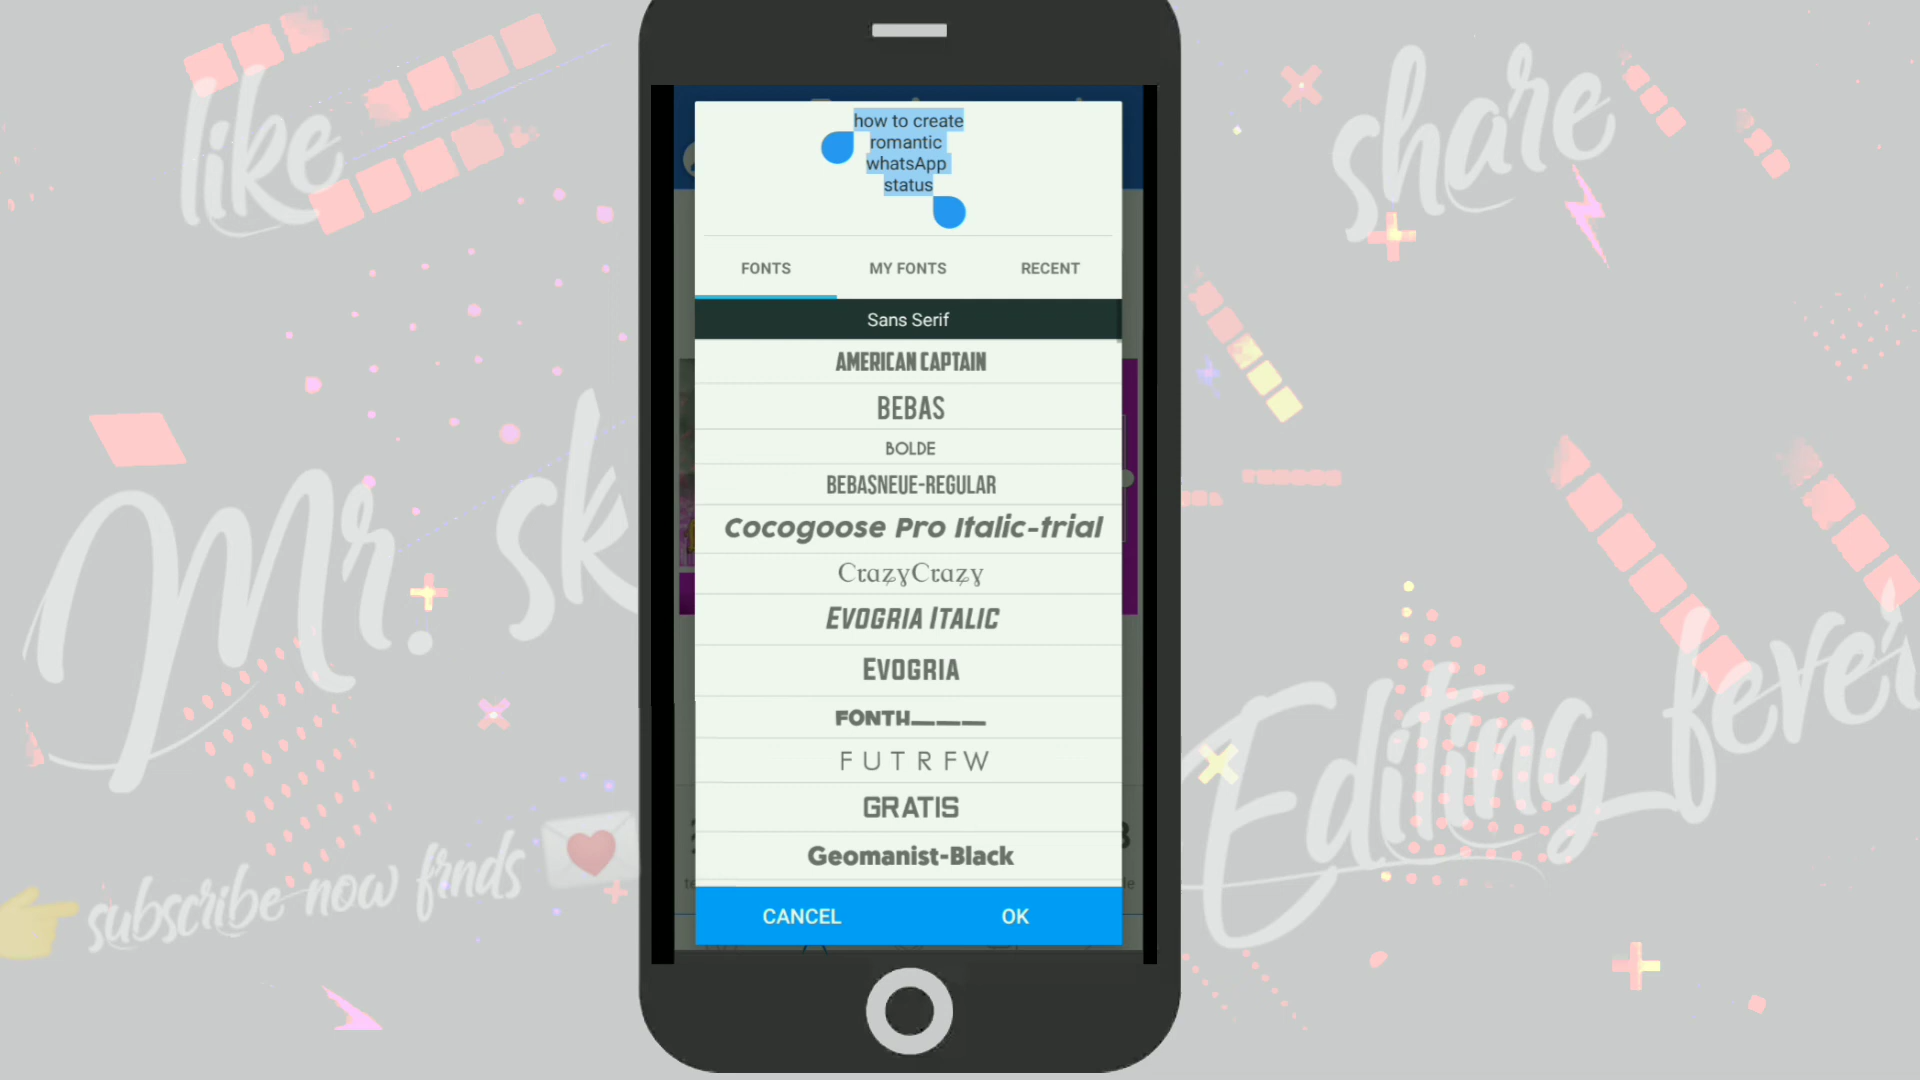 like
share
Mr. sk
Editing fever
subscribe now frnds
how to create
romantic
whatsApp
status
FONTS
MY FONTS
RECENT
Sans Serif
AMERICAN CAPTAIN
BEBAS
BOLDE
BEBASNEUE-REGULAR
Cocogoose Pro Italic-trial
CrazyCrazy
EVOGRIA ITALIC
EVOGRIA
FONTH____
FUTRFW
GRATIS
Geomanist-Black
CANCEL
OK